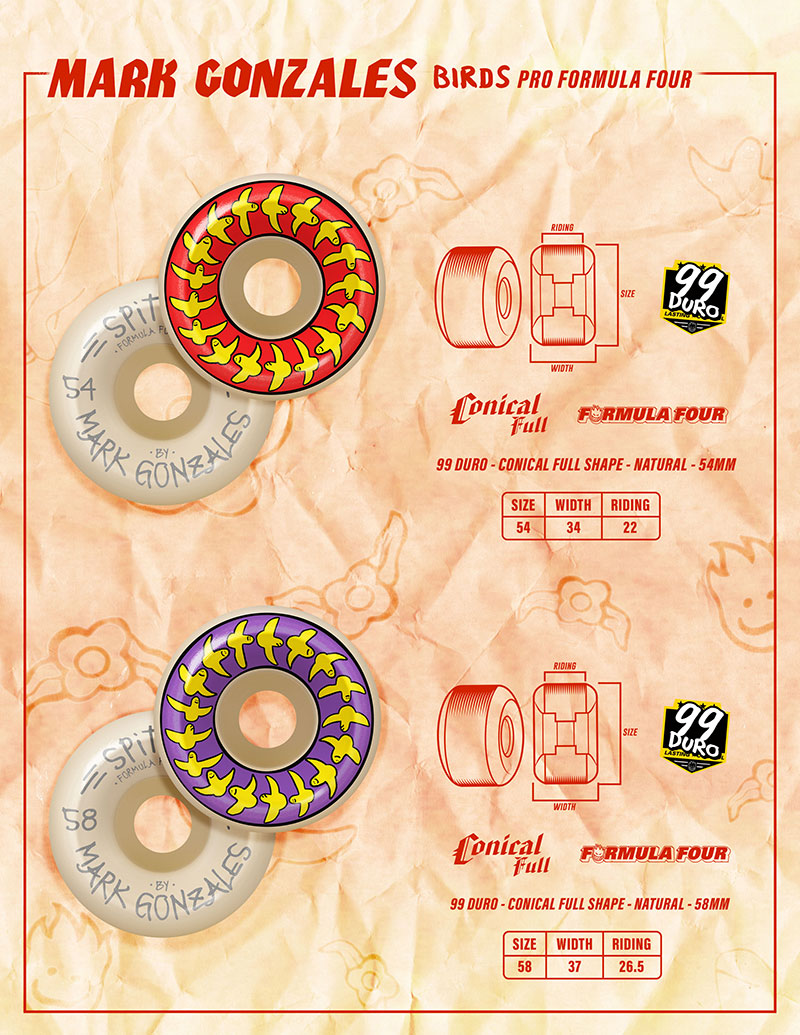 MARK GONZALES BIRDS PRO FORMULA FOUR
SPIT
FORMULA
54
BY
MARK GONZALES
RIDING
SIZE
WIDTH
99
DURO
LASTING
Conical
Full
FORMULA FOUR
99 DURO - CONICAL FULL SHAPE - NATURAL - 54MM
SIZE WIDTH RIDING
54 34 22
SPIT
FORMULA
58
BY
MARK GONZALES
RIDING
SIZE
WIDTH
99
DURO
LASTING
Conical
Full
FORMULA FOUR
99 DURO - CONICAL FULL SHAPE - NATURAL - 58MM
SIZE WIDTH RIDING
58 37 26.5